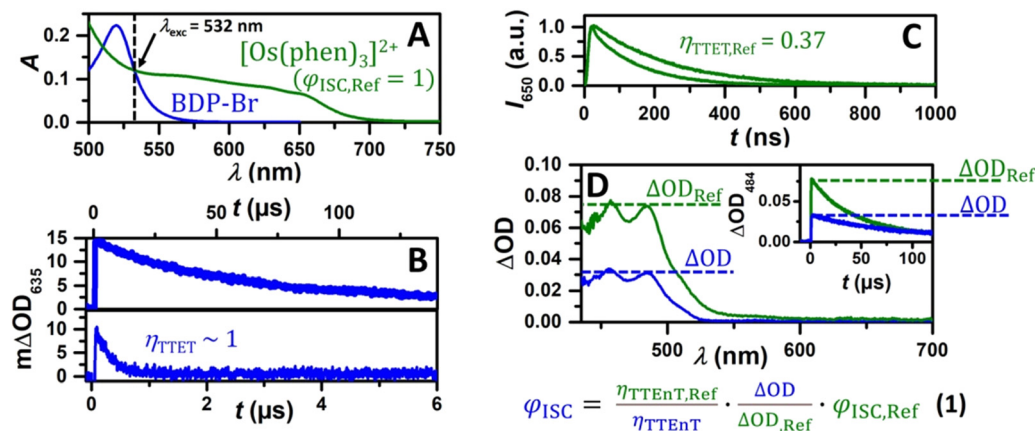 λexc = 532 nm
A
[Os(phen)₃]²⁺
(φISC,Ref = 1)
BDP-Br
A
0.2
0.1
0.0
500 550 600 650 700 750
λ (nm)
C
ηTTET,Ref = 0.37
I650 (a.u.)
1.0
0.5
0.0
0 200 400 600 800 1000
t (ns)
t (µs)
0 50 100
B
mΔOD635
15
10
5
0
ηTTET ~ 1
10
5
0
0 2 4 6
t (µs)
D
ΔOD
0.10
0.08
0.06
0.04
0.02
0.00
ΔODRef
ΔOD
500 600 700
λ (nm)
ΔOD484
0.05
0.00
0 50 100
t (µs)
ΔODRef
ΔOD
φISC = ηTTEnT,Ref / ηTTEnT · ΔOD / ΔOD,Ref · φISC,Ref (1)